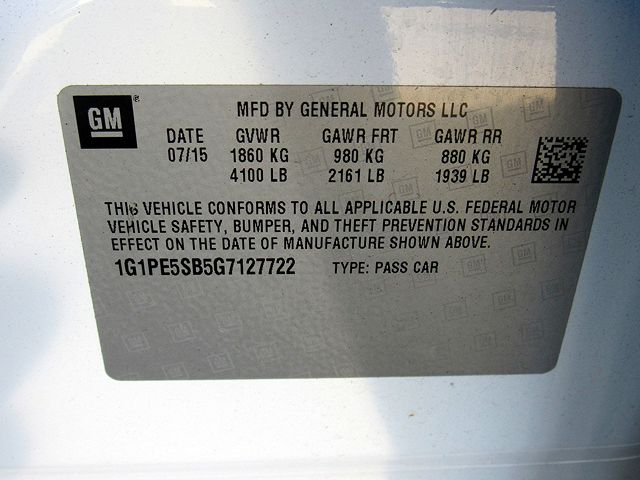 GM
MFD BY GENERAL MOTORS LLC
DATE GVWR GAWR FRT GAWR RR
07/15 1860 KG 980 KG 880 KG
4100 LB 2161 LB 1939 LB
THIS VEHICLE CONFORMS TO ALL APPLICABLE U.S. FEDERAL MOTOR
VEHICLE SAFETY, BUMPER, AND THEFT PREVENTION STANDARDS IN
EFFECT ON THE DATE OF MANUFACTURE SHOWN ABOVE.
1G1PE5SB5G7127722 TYPE: PASS CAR